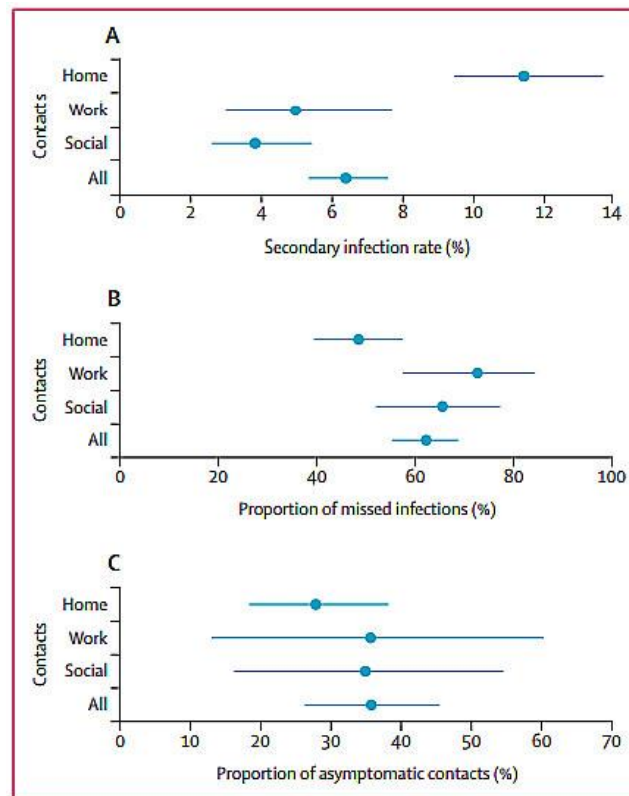 A
Contacts
Home
Work
Social
All
0 2 4 6 8 10 12 14
Secondary infection rate (%)
B
Contacts
Home
Work
Social
All
0 20 40 60 80 100
Proportion of missed infections (%)
C
Contacts
Home
Work
Social
All
0 10 20 30 40 50 60 70
Proportion of asymptomatic contacts (%)